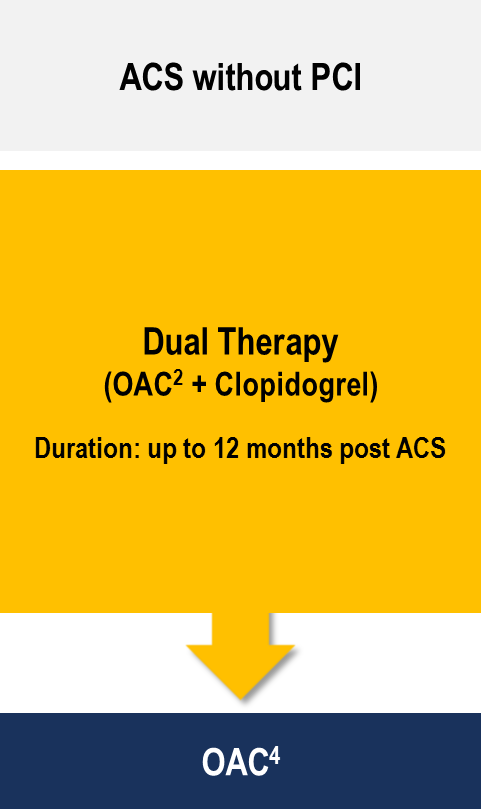 ACS without PCI
Dual Therapy
(OAC² + Clopidogrel)
Duration: up to 12 months post ACS
OAC⁴